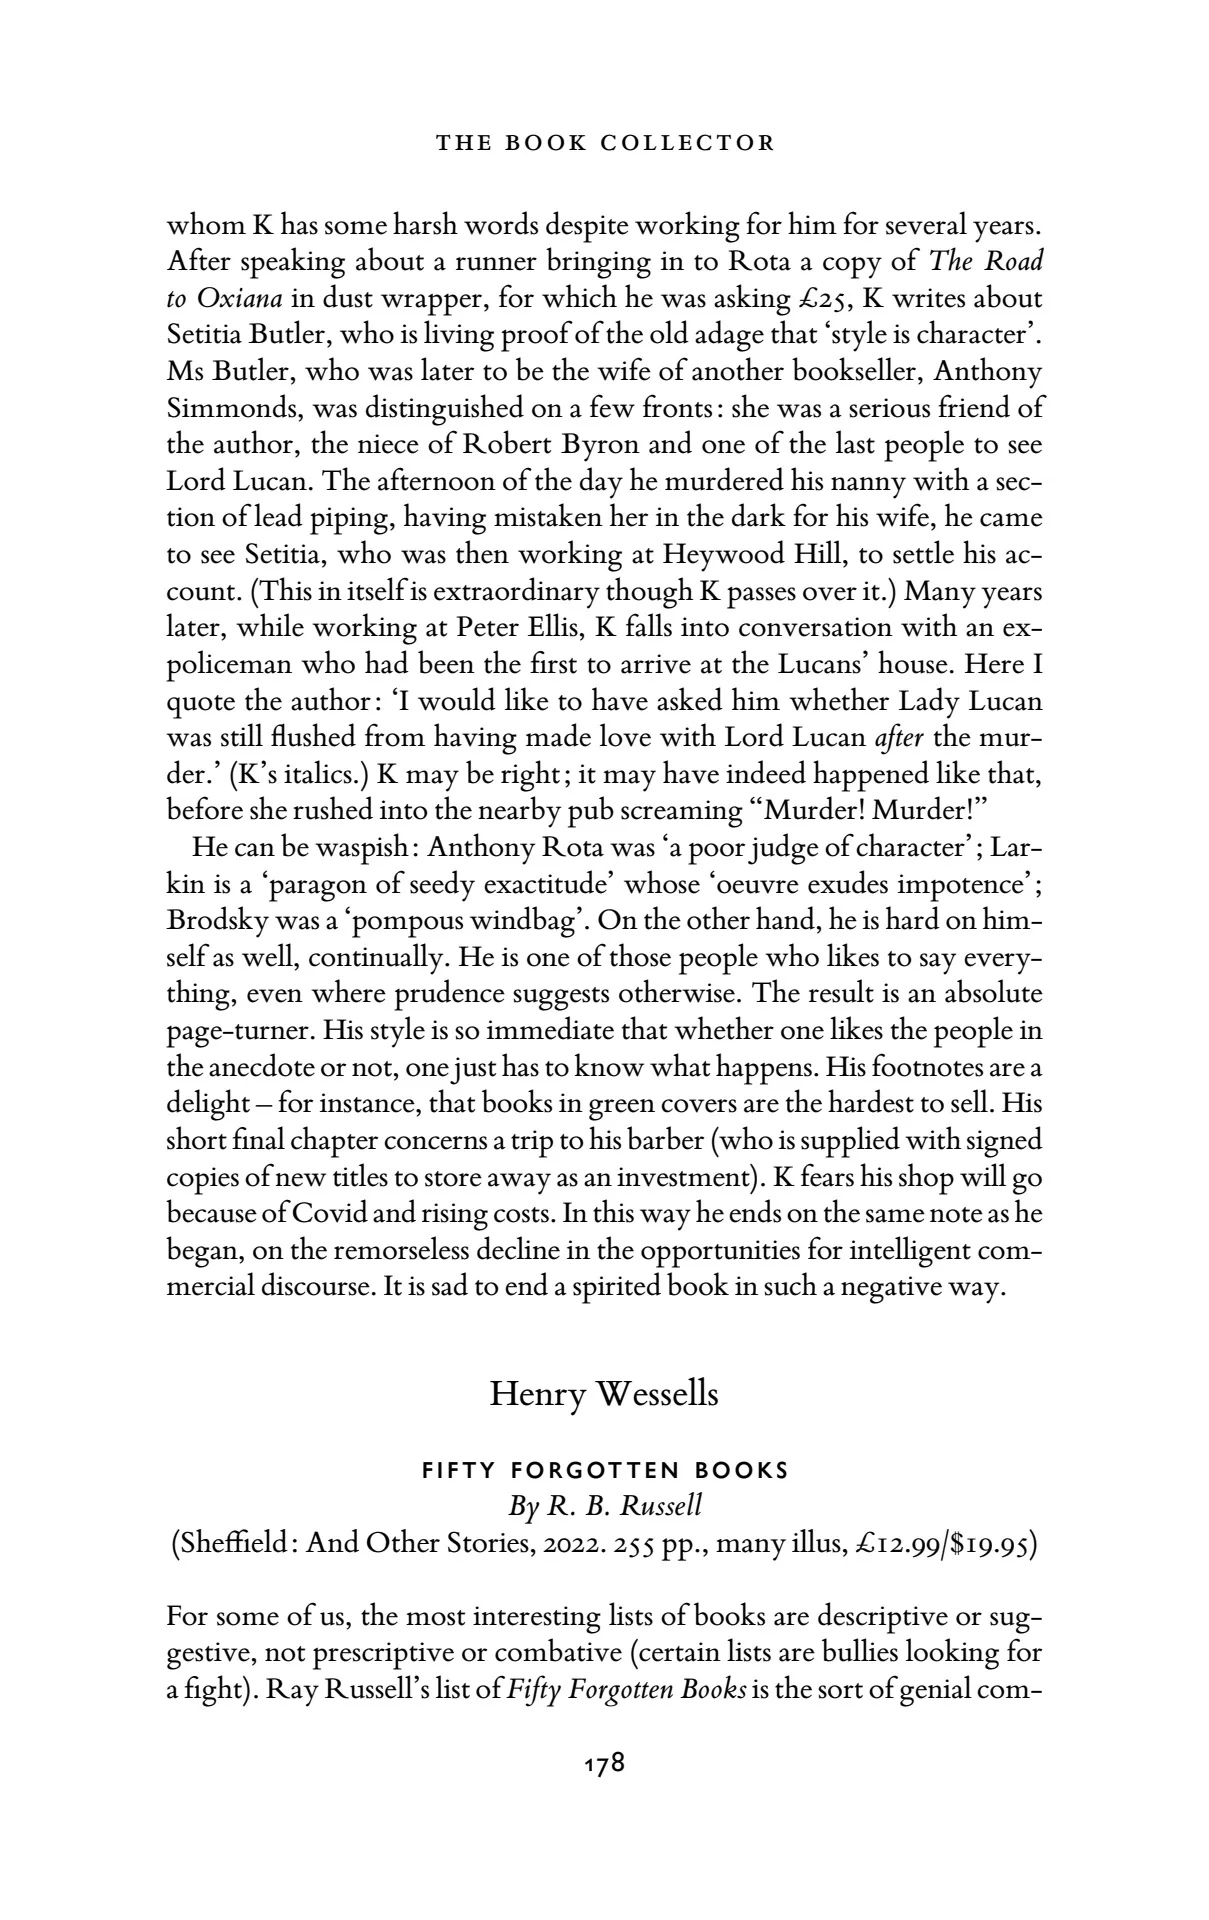 THE BOOK COLLECTOR
whom K has some harsh words despite working for him for several years.
After speaking about a runner bringing in to Rota a copy of The Road
to Oxiana in dust wrapper, for which he was asking £25, K writes about
Setitia Butler, who is living proof of the old adage that ‘style is character’.
Ms Butler, who was later to be the wife of another bookseller, Anthony
Simmonds, was distinguished on a few fronts: she was a serious friend of
the author, the niece of Robert Byron and one of the last people to see
Lord Lucan. The afternoon of the day he murdered his nanny with a sec-
tion of lead piping, having mistaken her in the dark for his wife, he came
to see Setitia, who was then working at Heywood Hill, to settle his ac-
count. (This in itself is extraordinary though K passes over it.) Many years
later, while working at Peter Ellis, K falls into conversation with an ex-
policeman who had been the first to arrive at the Lucans’ house. Here I
quote the author: ‘I would like to have asked him whether Lady Lucan
was still flushed from having made love with Lord Lucan after the mur-
der.’ (K’s italics.) K may be right; it may have indeed happened like that,
before she rushed into the nearby pub screaming “Murder! Murder!”
He can be waspish: Anthony Rota was ‘a poor judge of character’; Lar-
kin is a ‘paragon of seedy exactitude’ whose ‘oeuvre exudes impotence’;
Brodsky was a ‘pompous windbag’. On the other hand, he is hard on him-
self as well, continually. He is one of those people who likes to say every-
thing, even where prudence suggests otherwise. The result is an absolute
page-turner. His style is so immediate that whether one likes the people in
the anecdote or not, one just has to know what happens. His footnotes are a
delight – for instance, that books in green covers are the hardest to sell. His
short final chapter concerns a trip to his barber (who is supplied with signed
copies of new titles to store away as an investment). K fears his shop will go
because of Covid and rising costs. In this way he ends on the same note as he
began, on the remorseless decline in the opportunities for intelligent com-
mercial discourse. It is sad to end a spirited book in such a negative way.
Henry Wessells
FIFTY FORGOTTEN BOOKS
By R. B. Russell
(Sheffield: And Other Stories, 2022. 255 pp., many illus, £12.99/$19.95)
For some of us, the most interesting lists of books are descriptive or sug-
gestive, not prescriptive or combative (certain lists are bullies looking for
a fight). Ray Russell’s list of Fifty Forgotten Books is the sort of genial com-
178